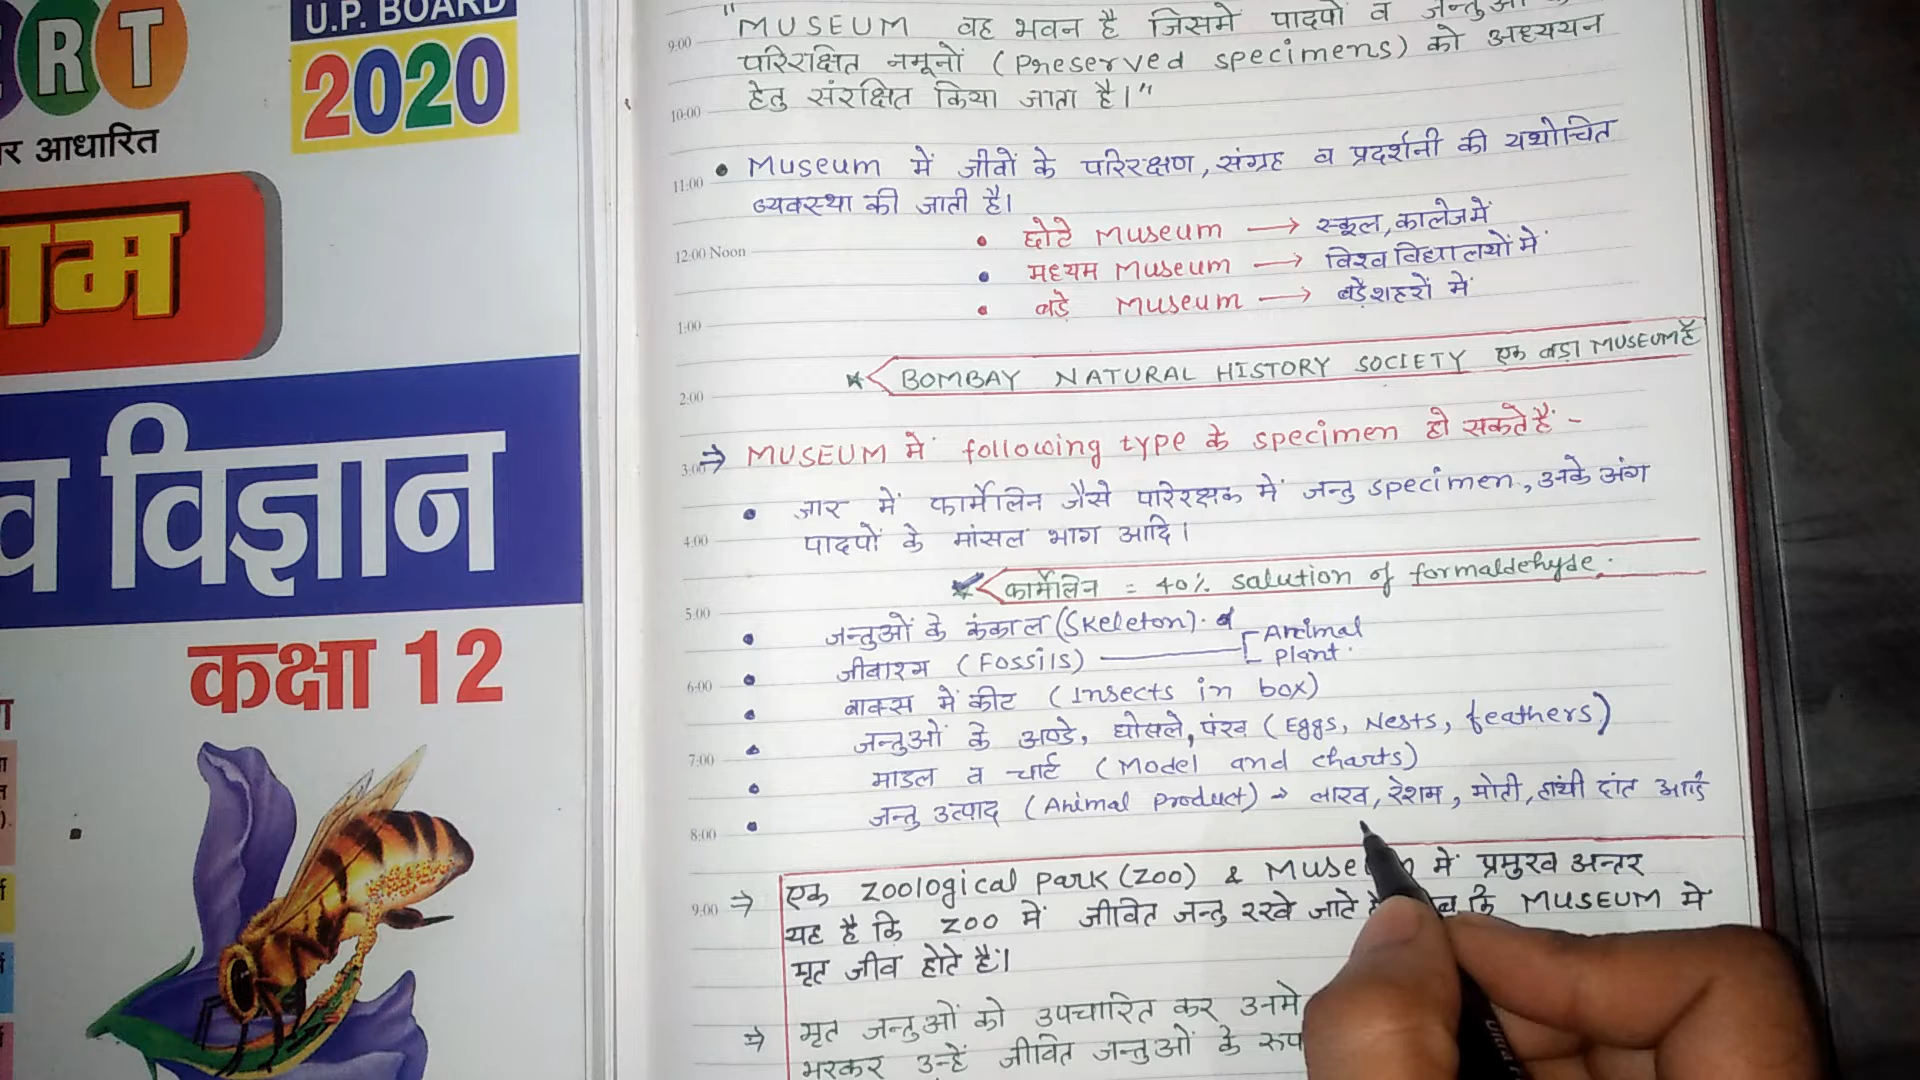 RT
U.P. BOARD
2020
र आधारित
गम
व विज्ञान
कक्षा 12
"MUSEUM वह भवन है जिसमें पादपों व जन्तुओं
9:00
परिरक्षित नमूनों (Preserved specimens) को अध्ययन
हेतु संरक्षित किया जाता है।"
10:00
• Museum में जीवों के परिरक्षण, संग्रह व प्रदर्शनी की यथोचित
11:00
व्यवस्था की जाती है।
• छोटे Museum → स्कूल, कालेज में
12:00 Noon
• मध्यम Museum → विश्व विद्यालयों में
• बड़े Museum → बड़े शहरों में
1:00
★ BOMBAY NATURAL HISTORY SOCIETY एक बड़ा MUSEUM है
2:00
⇒ MUSEUM में following type के specimen हो सकते हैं -
3:00
• जार में फार्मेलिन जैसे परिरक्षक में जन्तु specimen, उनके अंग
4:00
पादपों के मांसल भाग आदि।
★ फार्मेलिन = 40% salution of formaldehyde.
5:00
• जन्तुओं के कंकाल (Skeleton).
• जीवाश्म (Fossils) — Animal
Plant.
6:00
• बाक्स में कीट (Insects in box)
• जन्तुओं के अण्डे, घोसले, पंख (Eggs, Nests, feathers)
7:00
• माडल व चार्ट (Model and charts)
• जन्तु उत्पाद (Animal Product) → लाख, रेशम, मोती, हाथी दांत आदि
8:00
⇒ एक zoological Park (zoo) & Museum में प्रमुख अन्तर
9:00
यह है कि zoo में जीवित जन्तु रखे जाते कि MUSEUM में
मृत जीव होते हैं।
⇒ मृत जन्तुओं को उपचारित कर उनमे
भरकर उन्हें जीवित जन्तुओं के रूप